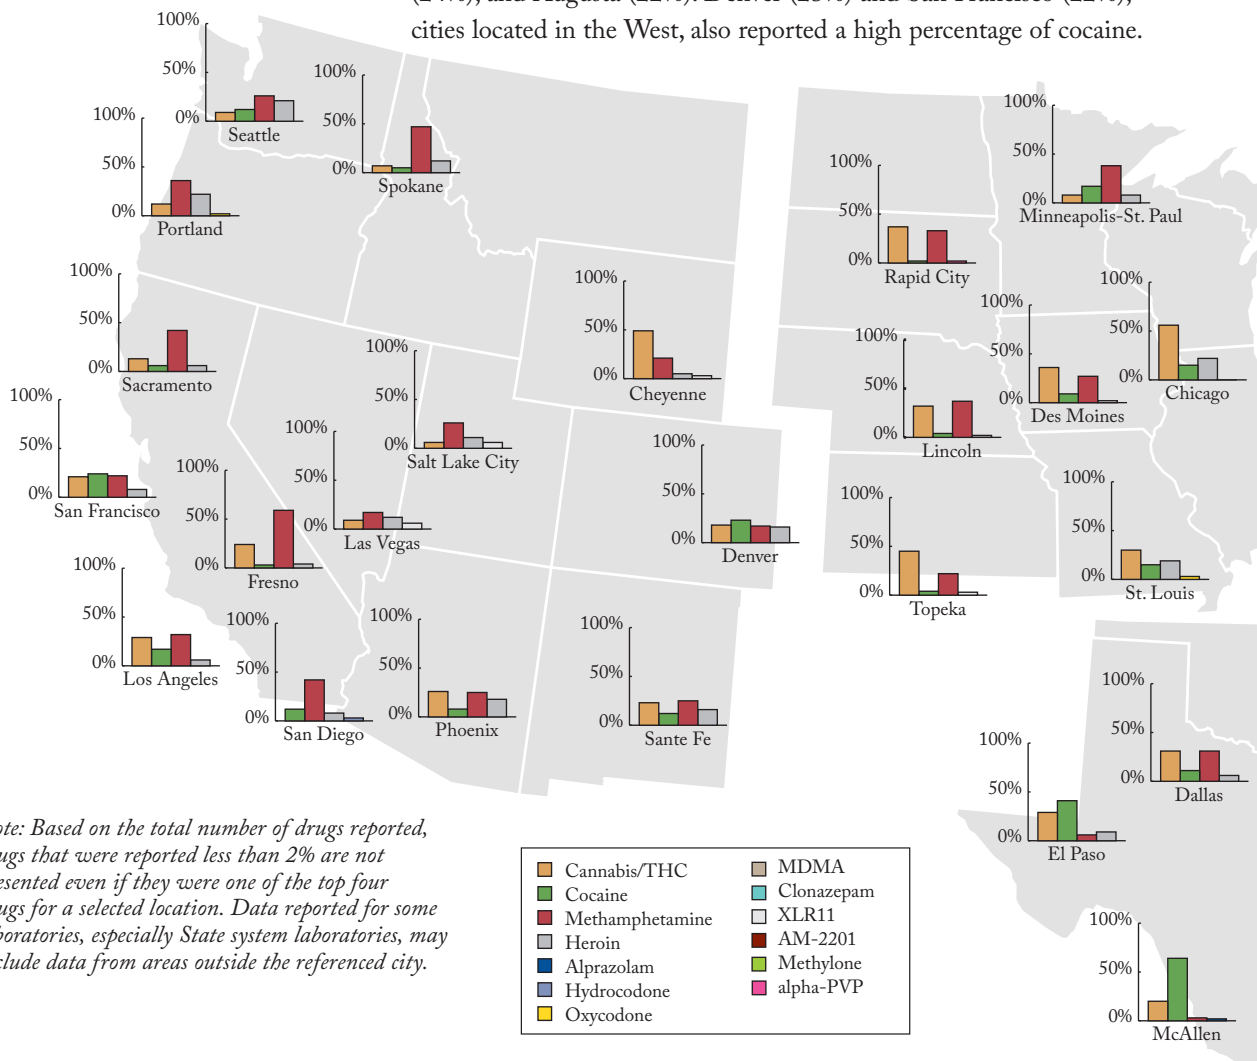 cities located in the West, also reported a high percentage of cocaine.
100%
50%
0%
Seattle
100%
50%
0%
Spokane
100%
50%
0%
Portland
100%
50%
0%
Minneapolis-St. Paul
100%
50%
0%
Rapid City
100%
50%
0%
Sacramento
100%
50%
0%
Cheyenne
100%
50%
0%
Chicago
100%
50%
0%
Des Moines
100%
50%
0%
Lincoln
100%
50%
0%
Salt Lake City
100%
50%
0%
San Francisco
100%
50%
0%
Las Vegas
100%
50%
0%
Denver
100%
50%
0%
Fresno
100%
50%
0%
Topeka
100%
50%
0%
St. Louis
100%
50%
0%
Los Angeles
100%
50%
0%
San Diego
100%
50%
0%
Phoenix
100%
50%
0%
Sante Fe
100%
50%
0%
Dallas
100%
50%
0%
El Paso
100%
50%
0%
McAllen
ote: Based on the total number of drugs reported,
ugs that were reported less than 2% are not
esented even if they were one of the top four
ugs for a selected location. Data reported for some
boratories, especially State system laboratories, may
clude data from areas outside the referenced city.
Cannabis/THC
Cocaine
Methamphetamine
Heroin
Alprazolam
Hydrocodone
Oxycodone
MDMA
Clonazepam
XLR11
AM-2201
Methylone
alpha-PVP